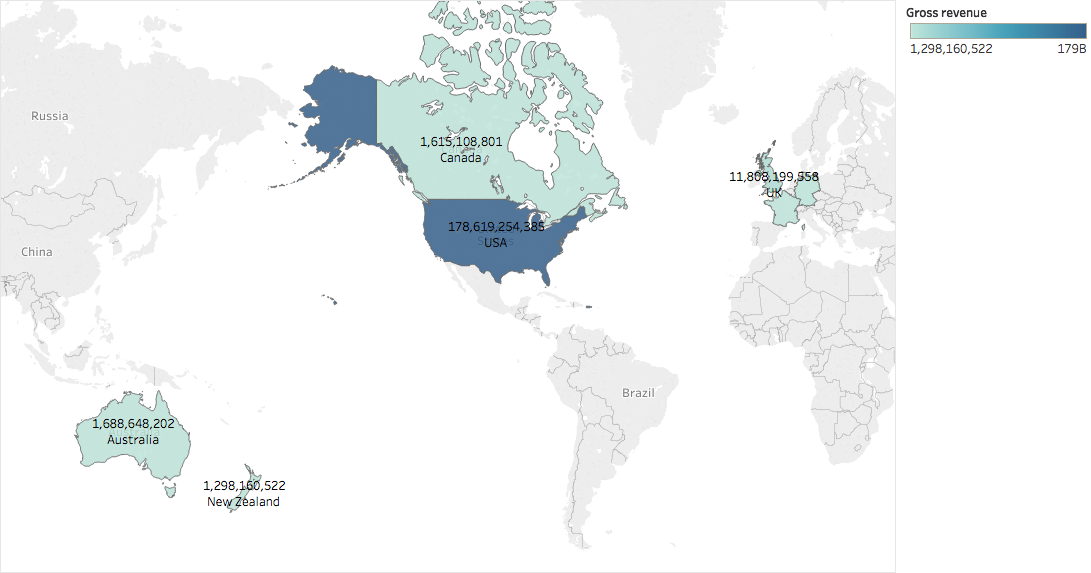 Gross revenue
1,298,160,522 179B
Russia
1,615,108,801
Canada
11,808,199,558
UK
178,619,254,385
USA
China
Brazil
1,688,648,202
Australia
1,298,160,522
New Zealand